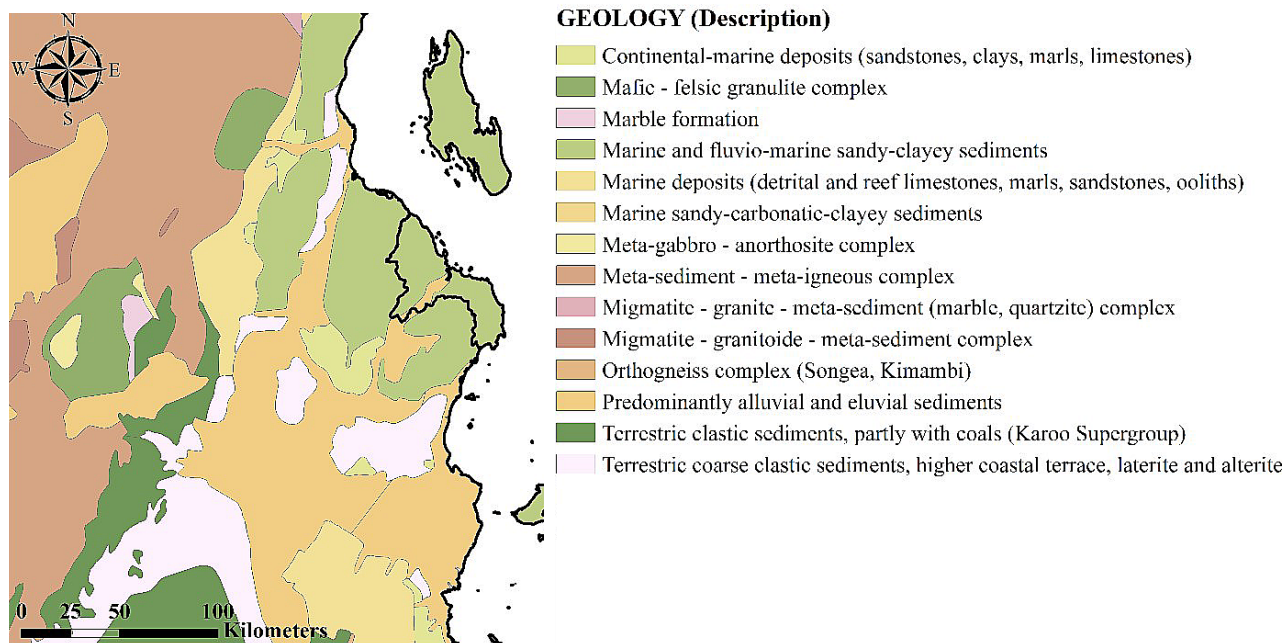 N
W E
S
0 25 50 100
Kilometers
GEOLOGY (Description)
Continental-marine deposits (sandstones, clays, marls, limestones)
Mafic - felsic granulite complex
Marble formation
Marine and fluvio-marine sandy-clayey sediments
Marine deposits (detrital and reef limestones, marls, sandstones, ooliths)
Marine sandy-carbonatic-clayey sediments
Meta-gabbro - anorthosite complex
Meta-sediment - meta-igneous complex
Migmatite - granite - meta-sediment (marble, quartzite) complex
Migmatite - granitoide - meta-sediment complex
Orthogneiss complex (Songea, Kimambi)
Predominantly alluvial and eluvial sediments
Terrestric clastic sediments, partly with coals (Karoo Supergroup)
Terrestric coarse clastic sediments, higher coastal terrace, laterite and alterite